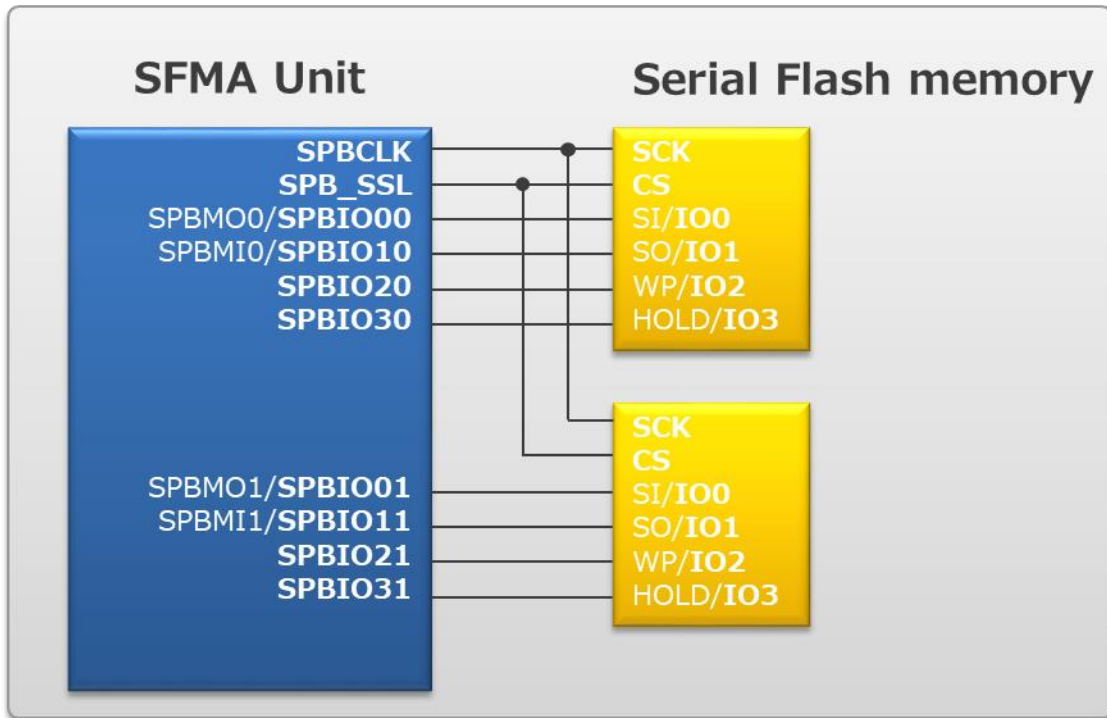 SFMA Unit
Serial Flash memory
SPBCLK
SPB_SSL
SPBMO0/SPBIO00
SPBMI0/SPBIO10
SPBIO20
SPBIO30
SPBMO1/SPBIO01
SPBMI1/SPBIO11
SPBIO21
SPBIO31
SCK
CS
SI/IO0
SO/IO1
WP/IO2
HOLD/IO3
SCK
CS
SI/IO0
SO/IO1
WP/IO2
HOLD/IO3